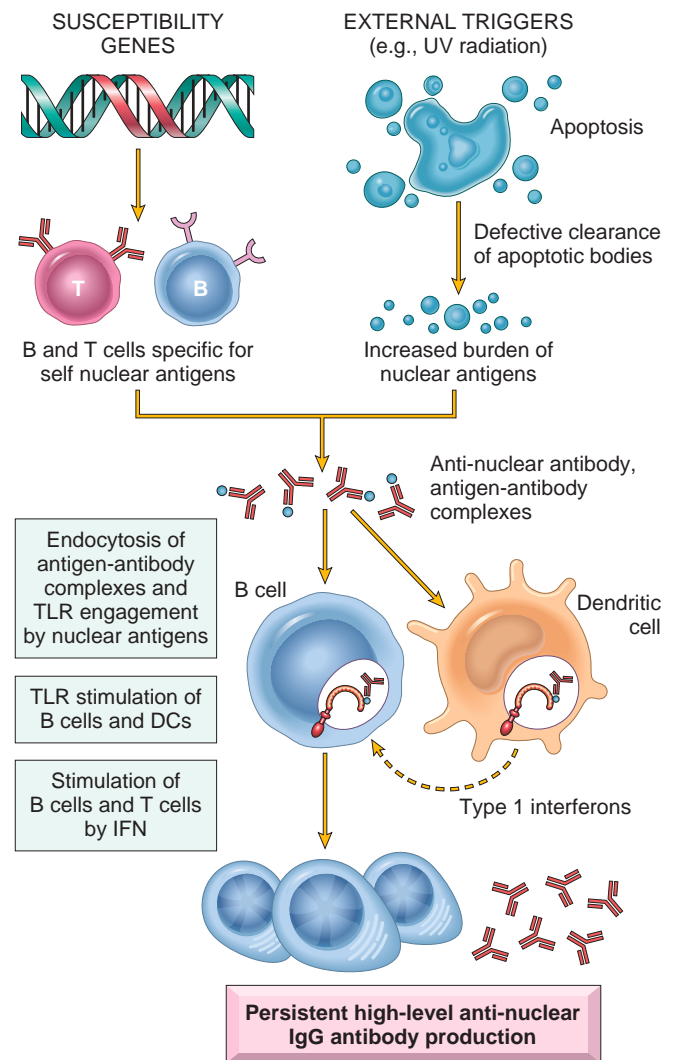 SUSCEPTIBILITY
GENES
EXTERNAL TRIGGERS
(e.g., UV radiation)
Apoptosis
Defective clearance
of apoptotic bodies
T
B
B and T cells specific for
self nuclear antigens
Increased burden of
nuclear antigens
Anti-nuclear antibody,
antigen-antibody
complexes
Endocytosis of
antigen-antibody
complexes and
TLR engagement
by nuclear antigens
B cell
Dendritic
cell
TLR stimulation of
B cells and DCs
Stimulation of
B cells and T cells
by IFN
Type 1 interferons
Persistent high-level anti-nuclear
IgG antibody production